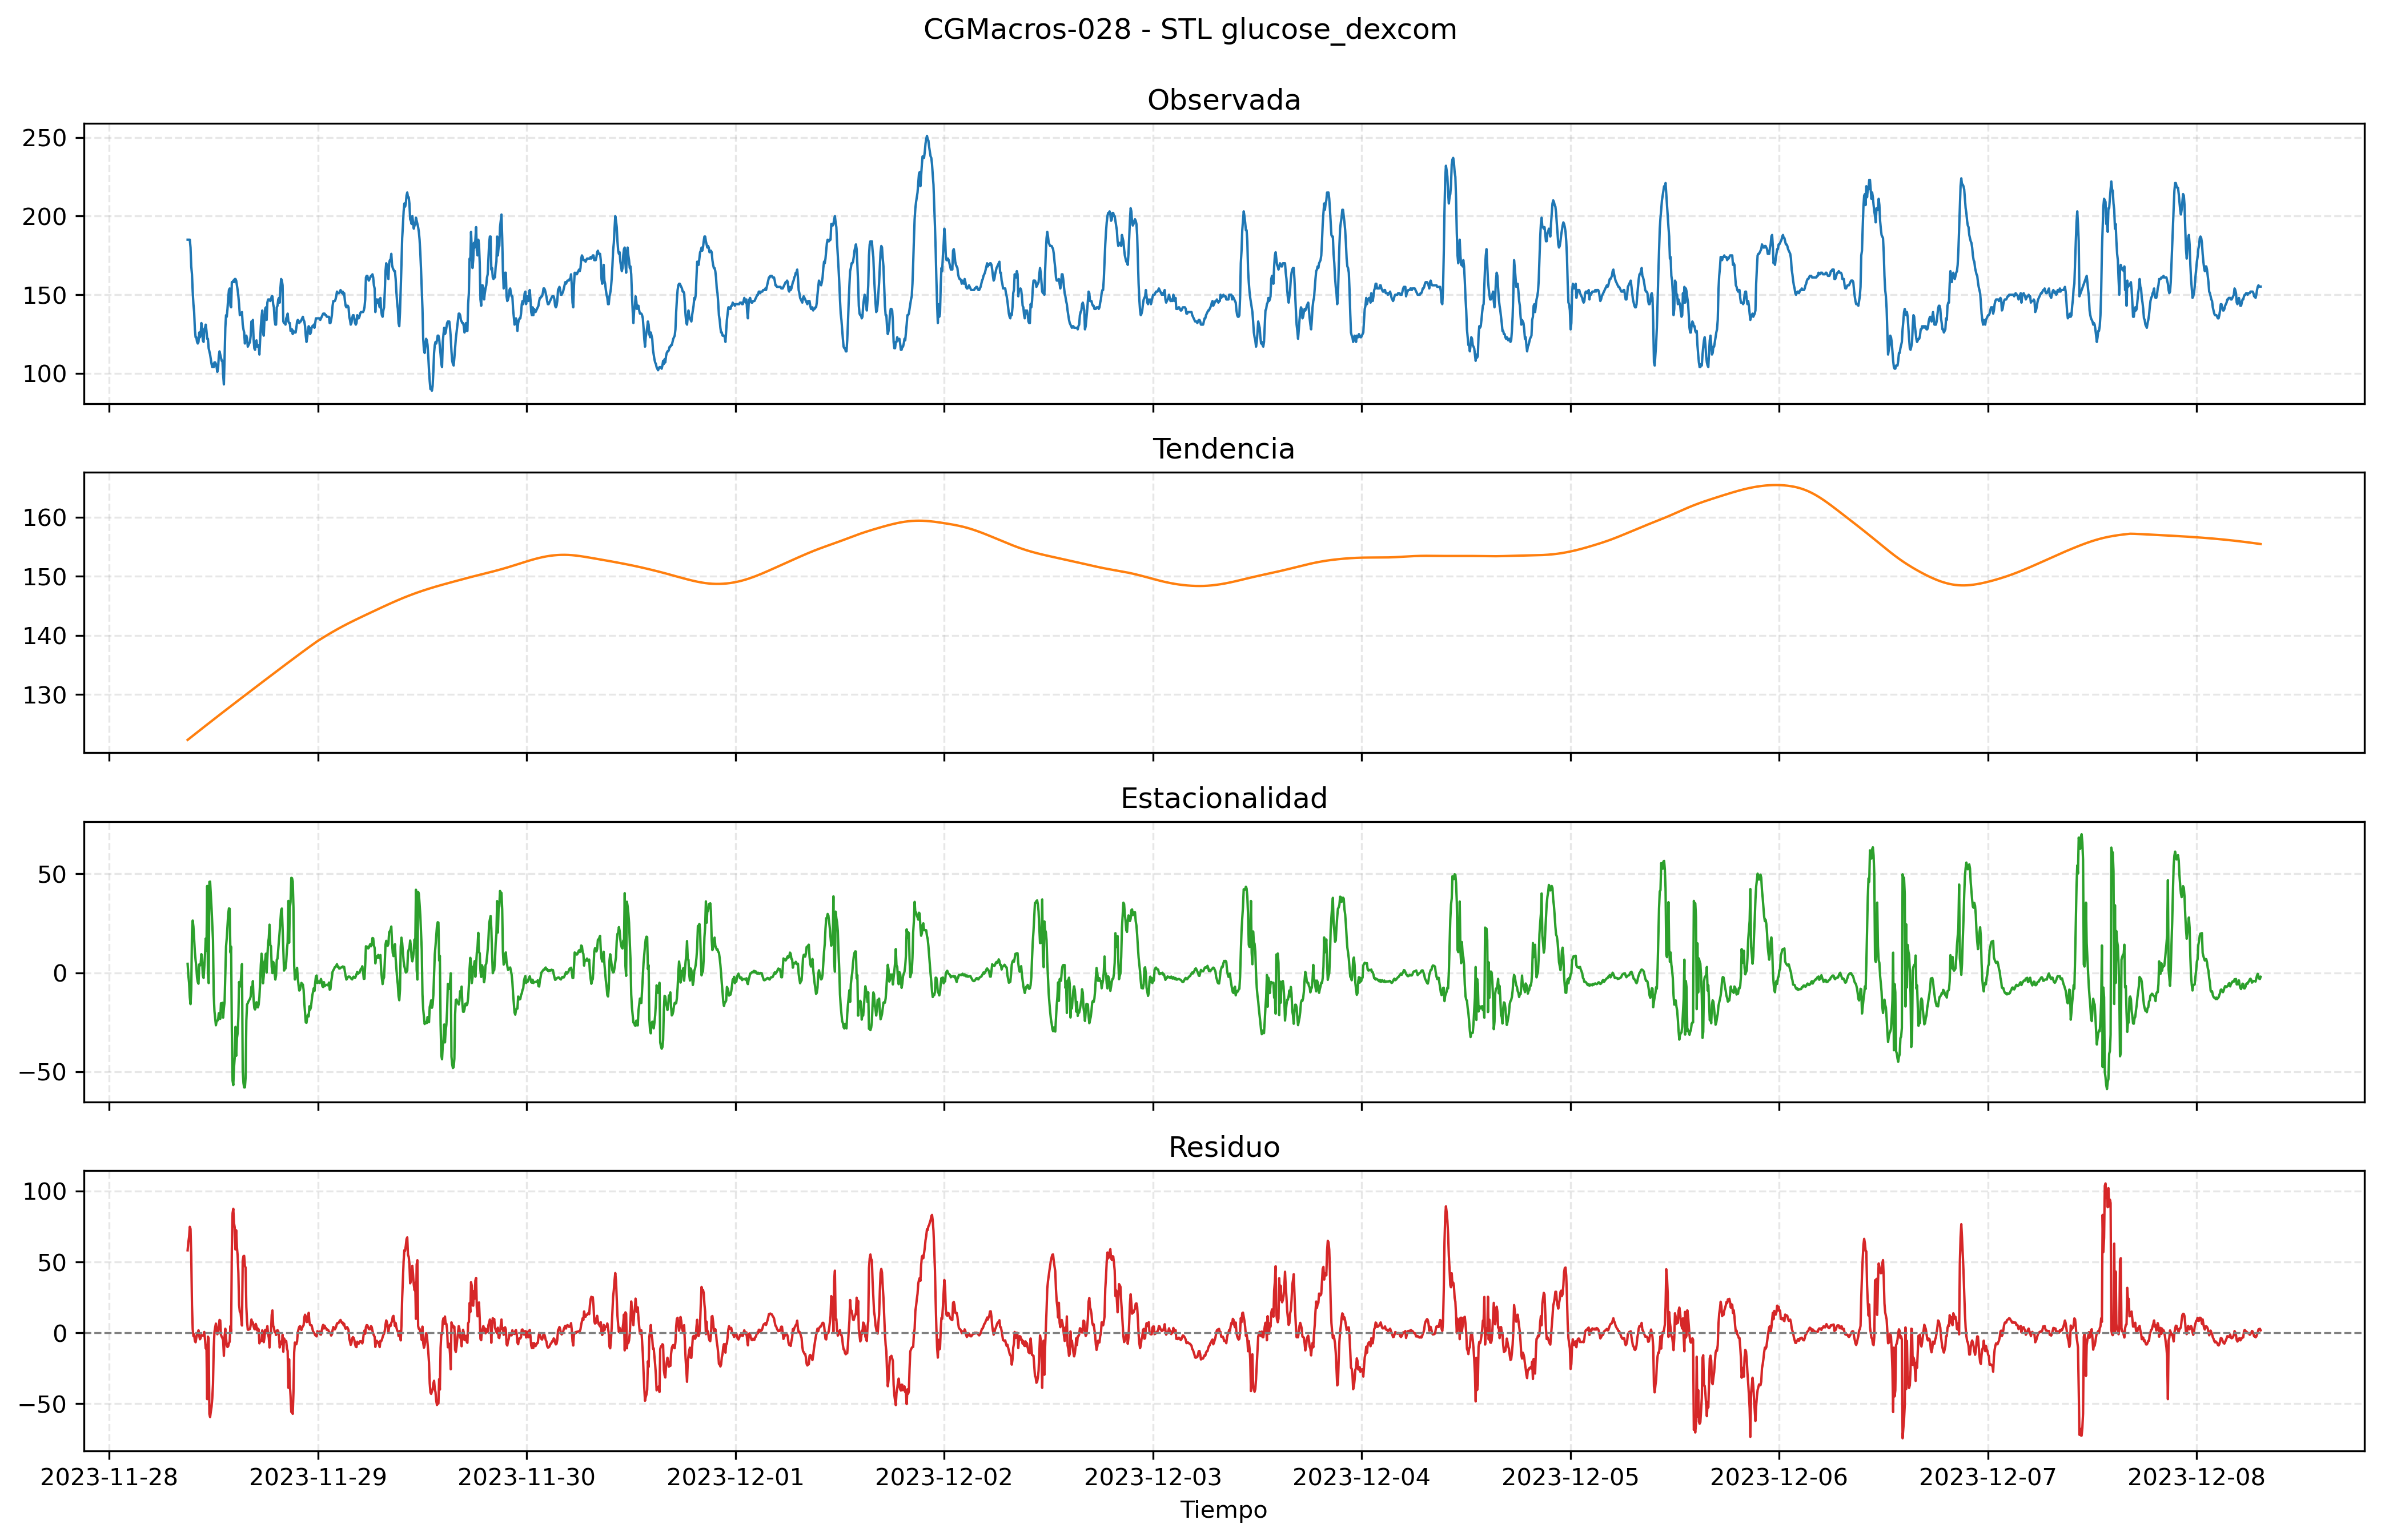 CGMacros-028 - STL glucose_dexcom
Observada
250
200
150
100
Tendencia
160
150
140
130
Estacionalidad
50
0
−50
Residuo
100
50
0
−50
2023-11-28 2023-11-29 2023-11-30 2023-12-01 2023-12-02 2023-12-03 2023-12-04 2023-12-05 2023-12-06 2023-12-07 2023-12-08
Tiempo